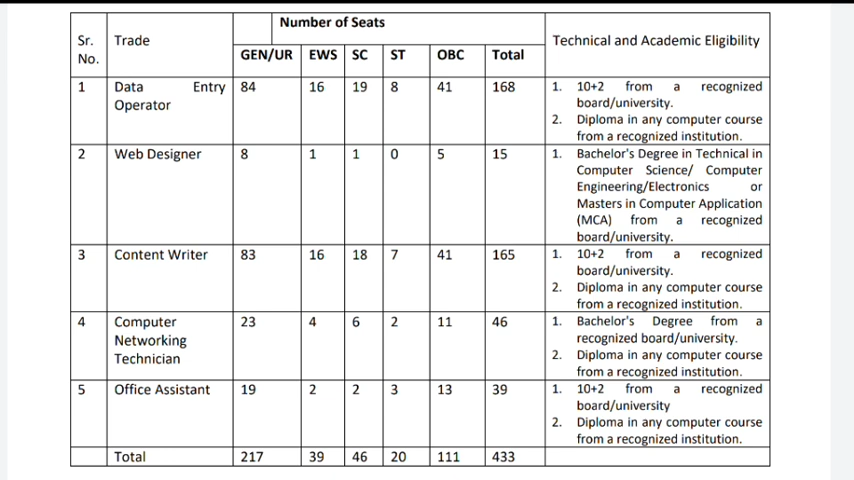 Sr. No. Trade Number of Seats Technical and Academic Eligibility
GEN/UR EWS SC ST OBC Total
1 Data Entry Operator 84 16 19 8 41 168
1. 10+2 from a recognized
board/university.
2. Diploma in any computer course
from a recognized institution.
2 Web Designer 8 1 1 0 5 15
1. Bachelor's Degree in Technical in
Computer Science/ Computer
Engineering/Electronics or
Masters in Computer Application
(MCA) from a recognized
board/university.
3 Content Writer 83 16 18 7 41 165
1. 10+2 from a recognized
board/university.
2. Diploma in any computer course
from a recognized institution.
4 Computer Networking Technician 23 4 6 2 11 46
1. Bachelor's Degree from a
recognized board/university.
2. Diploma in any computer course
from a recognized institution.
5 Office Assistant 19 2 2 3 13 39
1. 10+2 from a recognized
board/university
2. Diploma in any computer course
from a recognized institution.
Total 217 39 46 20 111 433